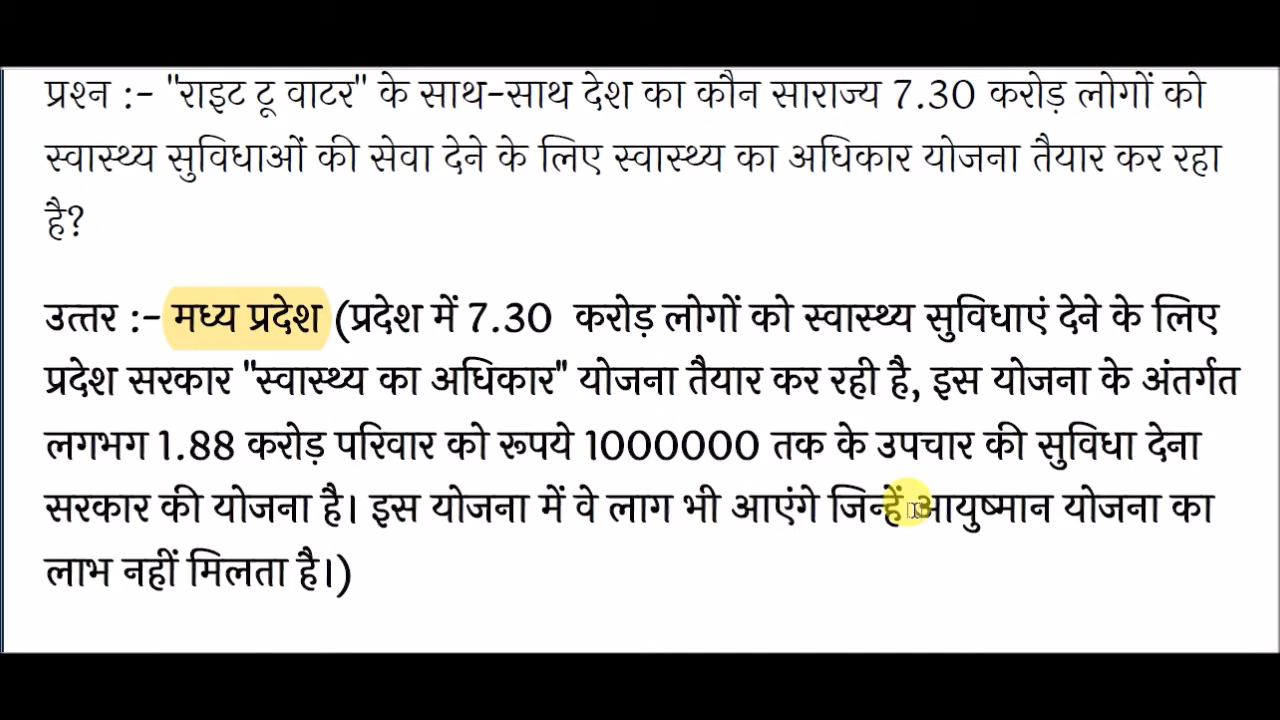 प्रश्न :- "राइट टू वाटर" के साथ-साथ देश का कौन साराज्य 7.30 करोड़ लोगों को
स्वास्थ्य सुविधाओं की सेवा देने के लिए स्वास्थ्य का अधिकार योजना तैयार कर रहा
है?
उत्तर :- मध्य प्रदेश (प्रदेश में 7.30 करोड़ लोगों को स्वास्थ्य सुविधाएं देने के लिए
प्रदेश सरकार "स्वास्थ्य का अधिकार" योजना तैयार कर रही है, इस योजना के अंतर्गत
लगभग 1.88 करोड़ परिवार को रूपये 1000000 तक के उपचार की सुविधा देना
सरकार की योजना है। इस योजना में वे लाग भी आएंगे जिन्हें आयुष्मान योजना का
लाभ नहीं मिलता है।)